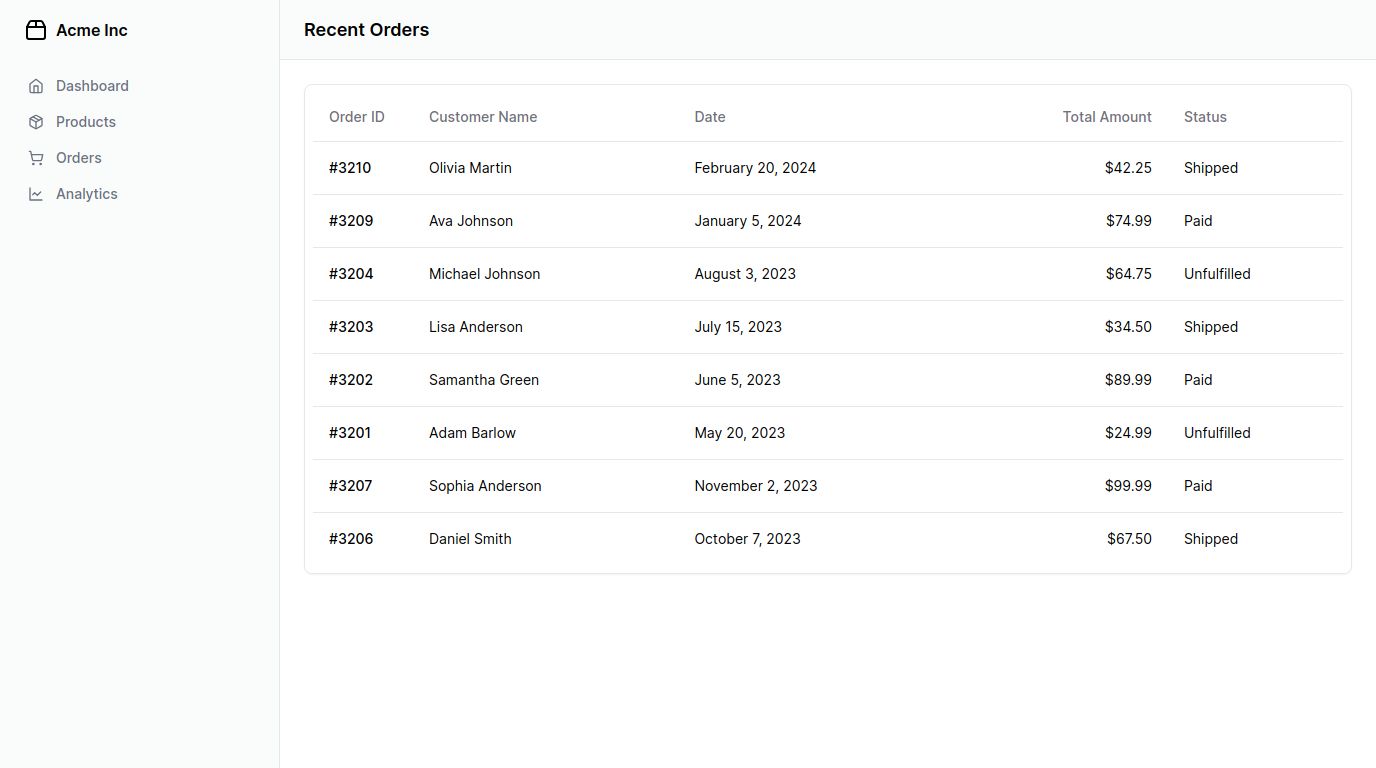 Acme Inc
Dashboard
Products
Orders
Analytics
Recent Orders
Order ID Customer Name Date Total Amount Status
#3210 Olivia Martin February 20, 2024 $42.25 Shipped
#3209 Ava Johnson January 5, 2024 $74.99 Paid
#3204 Michael Johnson August 3, 2023 $64.75 Unfulfilled
#3203 Lisa Anderson July 15, 2023 $34.50 Shipped
#3202 Samantha Green June 5, 2023 $89.99 Paid
#3201 Adam Barlow May 20, 2023 $24.99 Unfulfilled
#3207 Sophia Anderson November 2, 2023 $99.99 Paid
#3206 Daniel Smith October 7, 2023 $67.50 Shipped